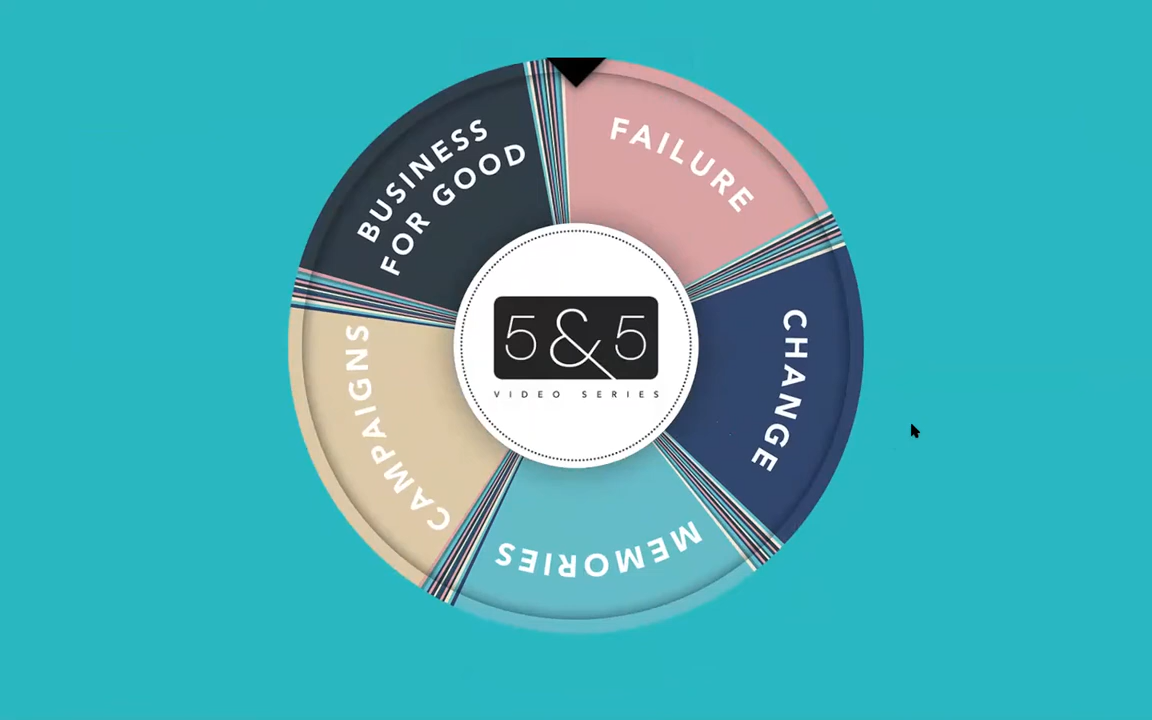 BUSINESS
FOR GOOD
FAILURE
CHANGE
MEMORIES
CAMPAIGNS
5&5
VIDEO SERIES